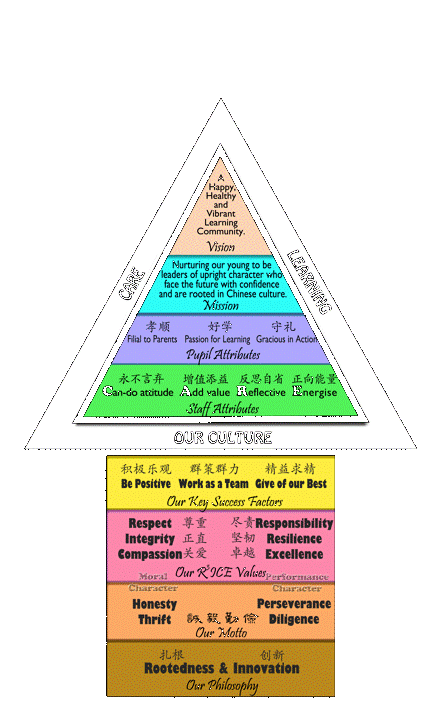 A
Happy,
Healthy
and
Vibrant
Learning
Community.
Vision
CARE
LEARNING
Nurturing our young to be
leaders of upright character who
face the future with confidence
and are rooted in Chinese culture.
Mission
孝顺 好学 守礼
Filial to Parents Passion for Learning Gracious in Action
Pupil Attributes
永不言弃 增值添益 反思自省 正向能量
Can-do attitude Add value Reflective Energise
Staff Attributes
OUR CULTURE
积极乐观 群策群力 精益求精
Be Positive Work as a Team Give of our Best
Our Key Success Factors
Respect 尊重 尽责 Responsibility
Integrity 正直 坚韧 Resilience
Compassion 关爱 卓越 Excellence
Our R³ICE Values
Moral Performance
Character Character
Honesty Perseverance
Thrift 誠毅勤儉 Diligence
Our Motto
扎根 创新
Rootedness & Innovation
Our Philosophy